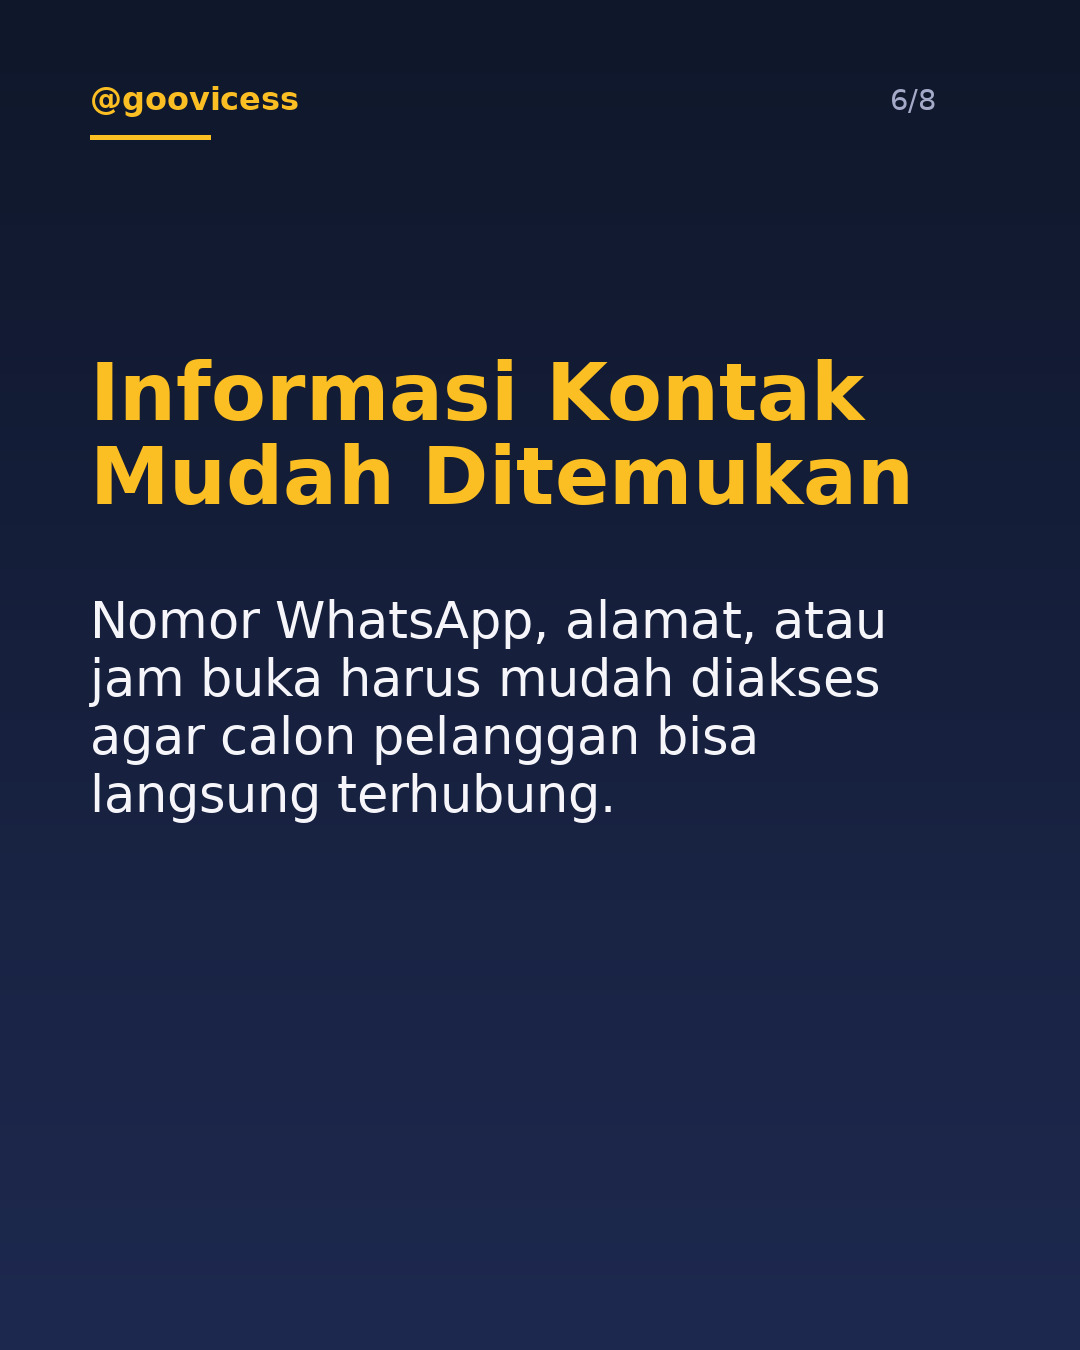 @goovicess
6/8
Informasi Kontak
Mudah Ditemukan
Nomor WhatsApp, alamat, atau
jam buka harus mudah diakses
agar calon pelanggan bisa
langsung terhubung.